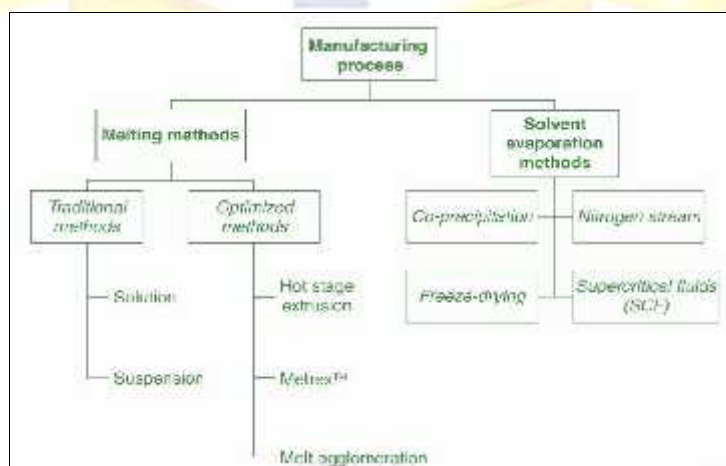 Manufacturing
process
Melting methods
Solvent
evaporation
methods
Traditional
methods
Optimized
methods
Co-precipitation
Nitrogen stream
Solution
Hot stage
extrusion
Freeze-drying
Supercritical fluids
(SCF)
Suspension
Metrex™
Melt agglomeration